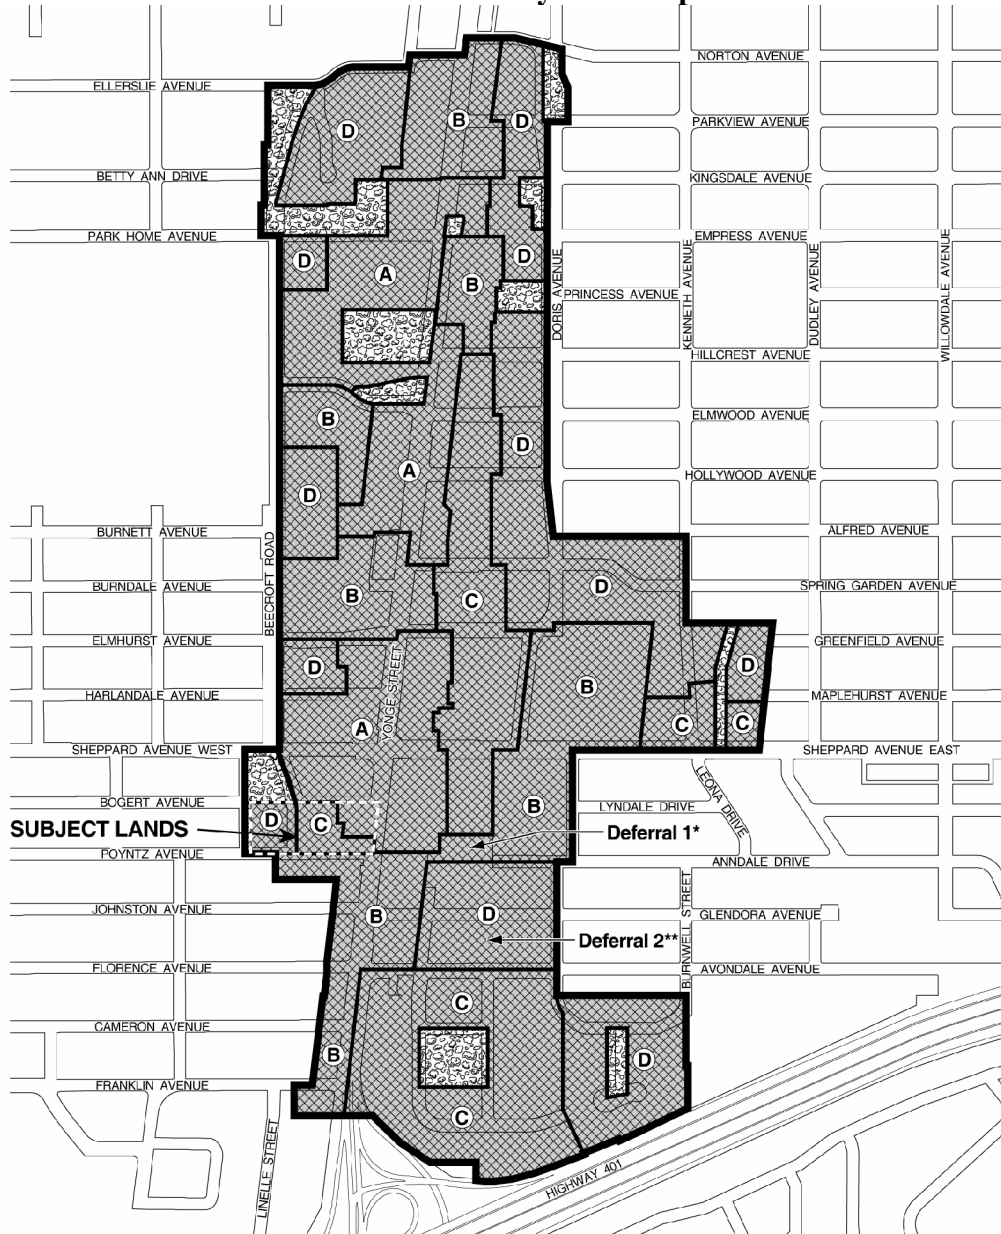 NORTON AVENUE
ELLERSLIE AVENUE
B
D
PARKVIEW AVENUE
D
BETTY ANN DRIVE
KINGSDALE AVENUE
PARK HOME AVENUE
EMPRESS AVENUE
D
D
A
B
PRINCESS AVENUE
DORIS AVENUE
KENNETH AVENUE
DUDLEY AVENUE
WILLOWDALE AVENUE
HILLCREST AVENUE
B
ELMWOOD AVENUE
D
A
HOLLYWOOD AVENUE
D
BURNETT AVENUE
ALFRED AVENUE
BEECROFT ROAD
BURNDALE AVENUE
B
C
D
SPRING GARDEN AVENUE
ELMHURST AVENUE
GREENFIELD AVENUE
D
D
YONGE STREET
B
HARLANDALE AVENUE
MAPLEHURST AVENUE
A
C
C
SHEPPARD AVENUE WEST
SHEPPARD AVENUE EAST
LEONA DRIVE
BOGERT AVENUE
B
LYNDALE DRIVE
D
C
SUBJECT LANDS
Deferral 1*
POYNTZ AVENUE
ANNDALE DRIVE
JOHNSTON AVENUE
B
D
GLENDORA AVENUE
BURNWELL STREET
Deferral 2**
FLORENCE AVENUE
AVONDALE AVENUE
C
CAMERON AVENUE
B
D
FRANKLIN AVENUE
C
LINELLE STREET
HIGHWAY 401